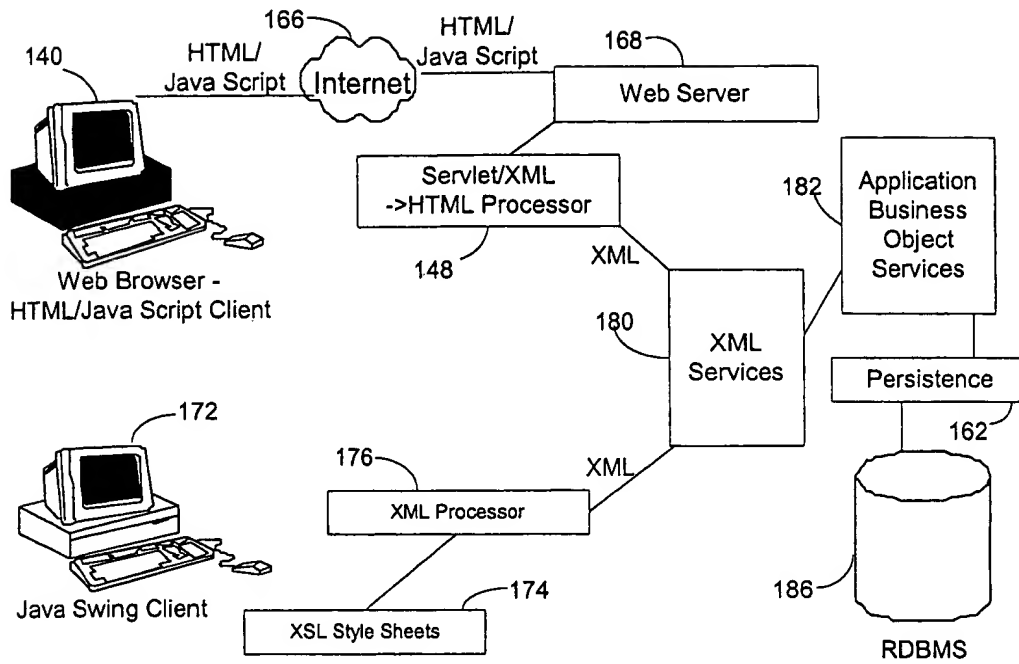 166
HTML/
Java Script
168
140
HTML/
Java Script
Internet
Web Server
Servlet/XML
->HTML Processor
182
Application
Business
Object
Services
148
XML
Web Browser -
HTML/Java Script Client
180
XML
Services
Persistence
172
162
176
XML
XML Processor
Java Swing Client
174
186
XSL Style Sheets
RDBMS